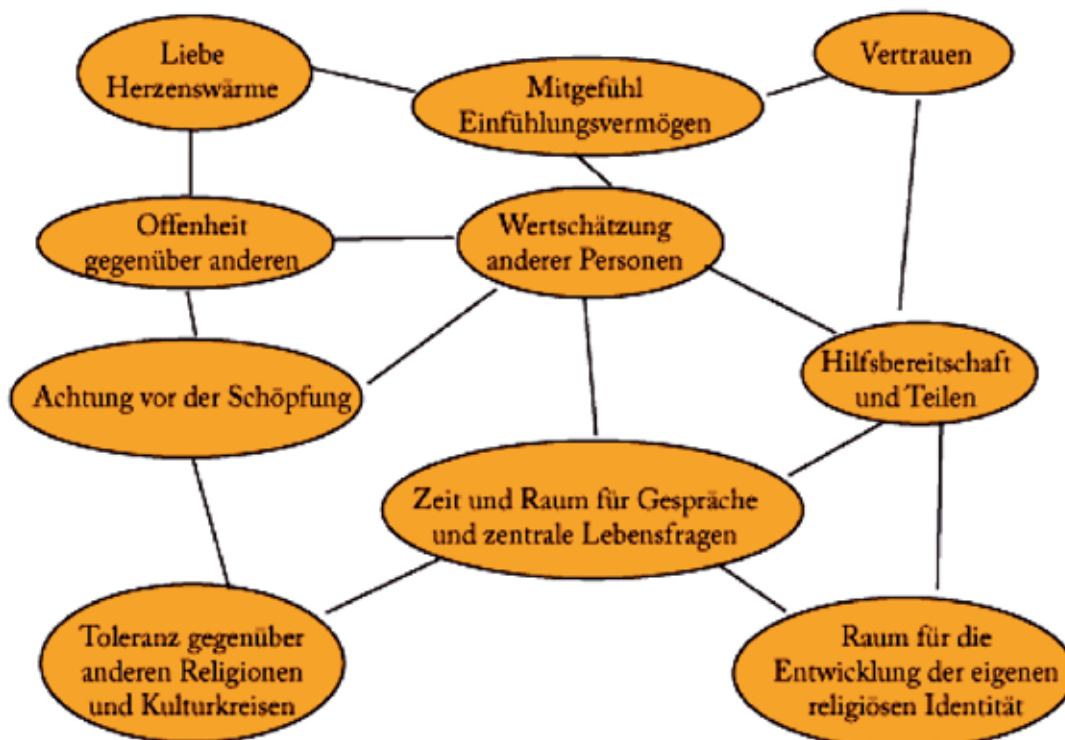 Liebe
Herzenswärme
Mitgefühl
Einfühlungsvermögen
Vertrauen
Offenheit
gegenüber anderen
Wertschätzung
anderer Personen
Achtung vor der Schöpfung
Hilfsbereitschaft
und Teilen
Zeit und Raum für Gespräche
und zentrale Lebensfragen
Toleranz gegenüber
anderen Religionen
und Kulturkreisen
Raum für die
Entwicklung der eigenen
religiösen Identität